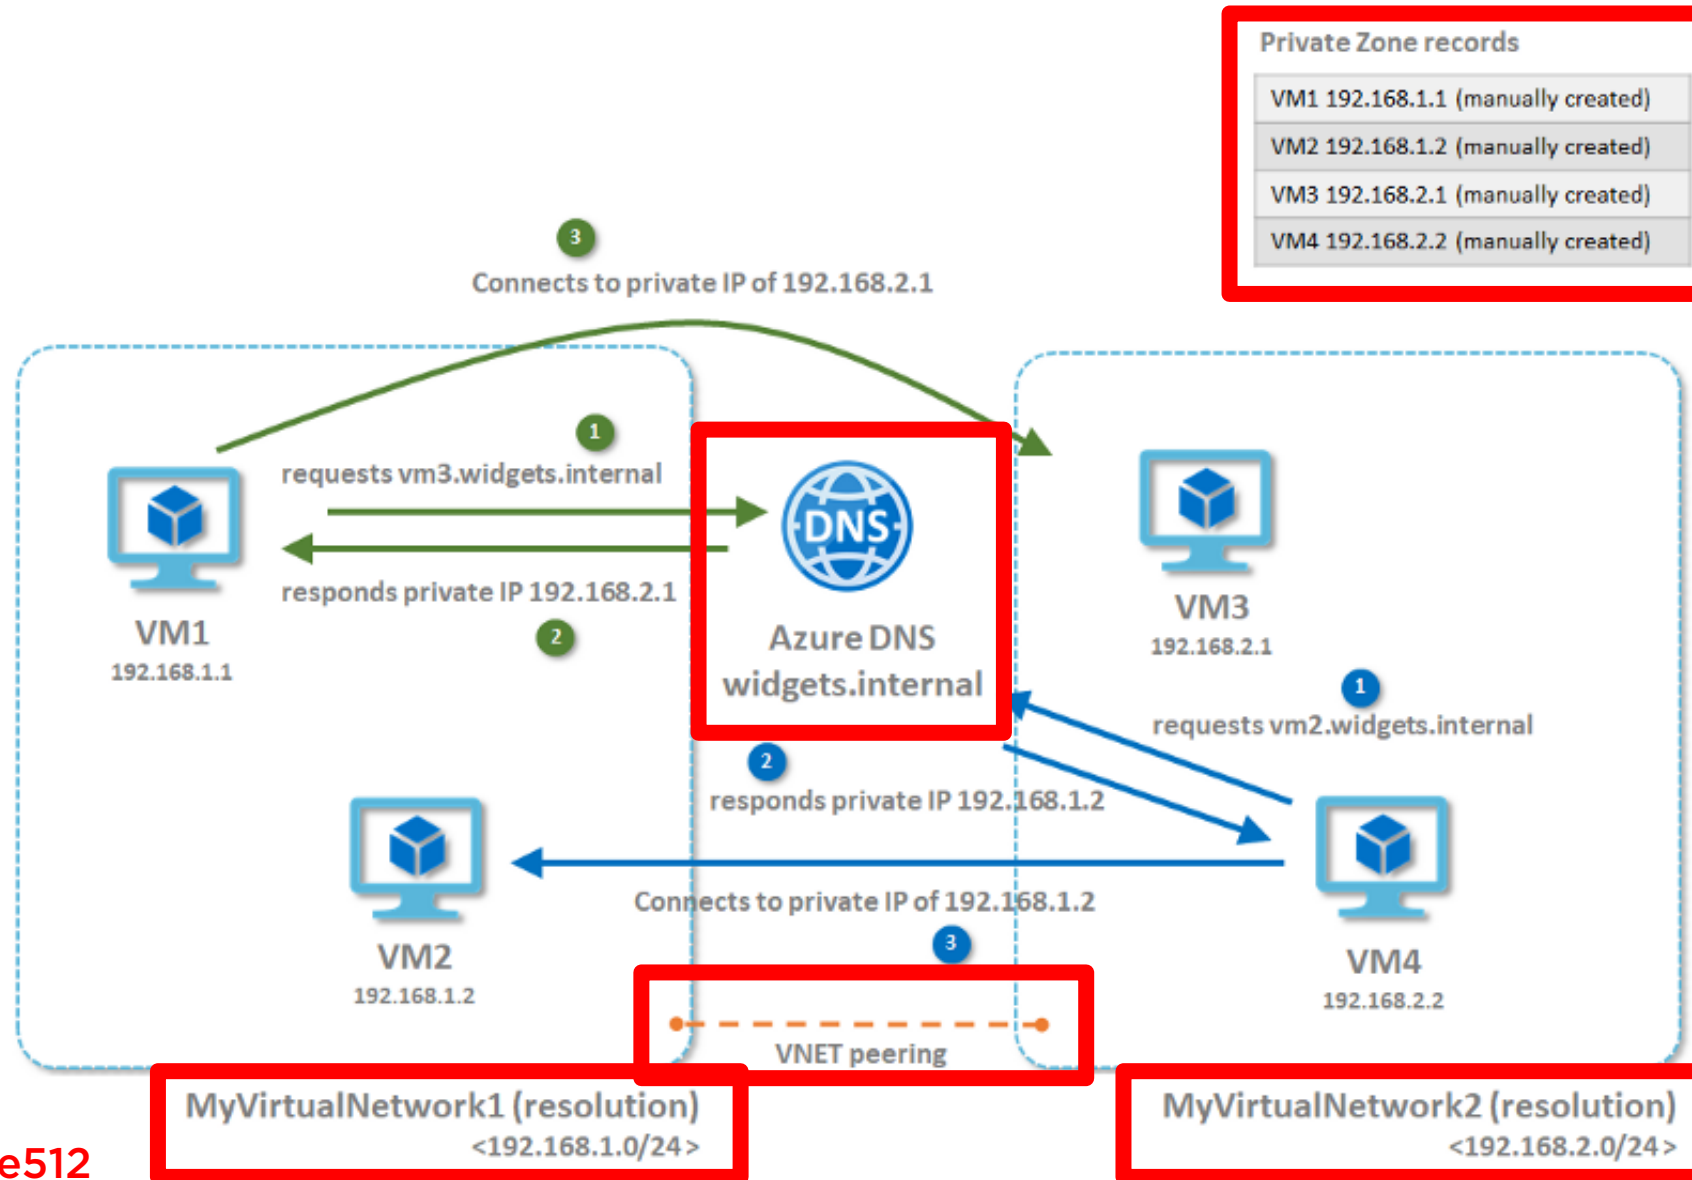 Private Zone records
VM1 192.168.1.1 (manually created)
VM2 192.168.1.2 (manually created)
VM3 192.168.2.1 (manually created)
VM4 192.168.2.2 (manually created)
3
Connects to private IP of 192.168.2.1
1
requests vm3.widgets.internal
DNS
responds private IP 192.168.2.1
2
VM1
192.168.1.1
Azure DNS
widgets.internal
VM3
192.168.2.1
1
requests vm2.widgets.internal
2
responds private IP 192.168.1.2
Connects to private IP of 192.168.1.2
3
VM2
192.168.1.2
VM4
192.168.2.2
VNET peering
MyVirtualNetwork1 (resolution)
<192.168.1.0/24>
MyVirtualNetwork2 (resolution)
<192.168.2.0/24>
e512